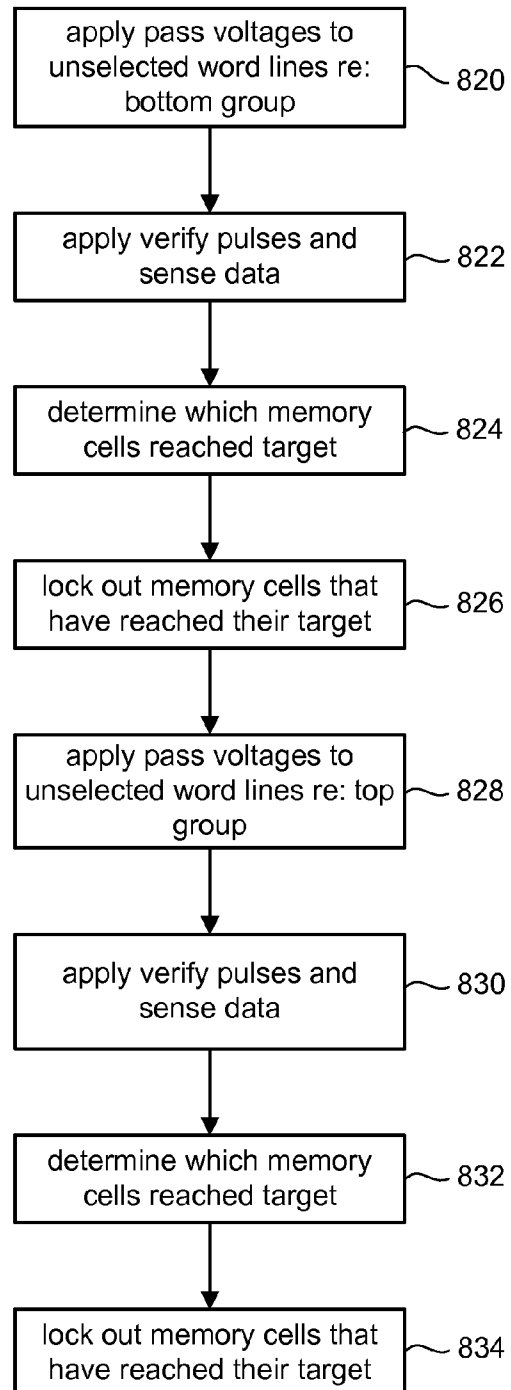 apply pass voltages to
unselected word lines re:
bottom group
820
apply verify pulses and
sense data
822
determine which memory
cells reached target
824
lock out memory cells that
have reached their target
826
apply pass voltages to
unselected word lines re: top
group
828
apply verify pulses and
sense data
830
determine which memory
cells reached target
832
lock out memory cells that
have reached their target
834